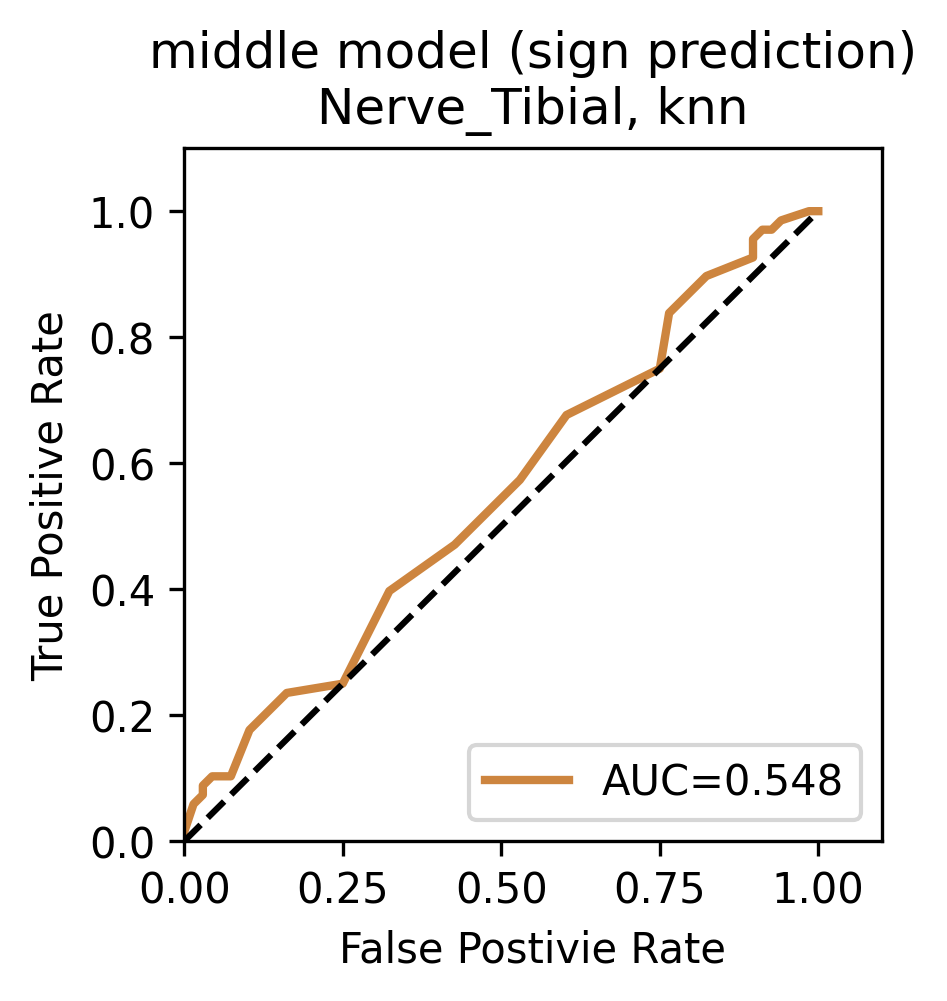 middle model (sign prediction)
Nerve_Tibial, knn
True Positive Rate
1.0
0.8
0.6
0.4
0.2
0.0
AUC=0.548
0.00 0.25 0.50 0.75 1.00
False Postivie Rate